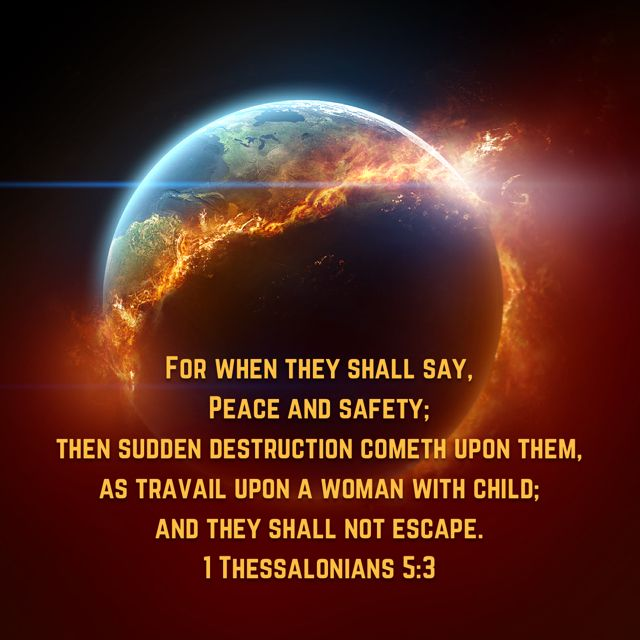 For when they shall say,
Peace and safety;
then sudden destruction cometh upon them,
as travail upon a woman with child;
and they shall not escape.
1 Thessalonians 5:3